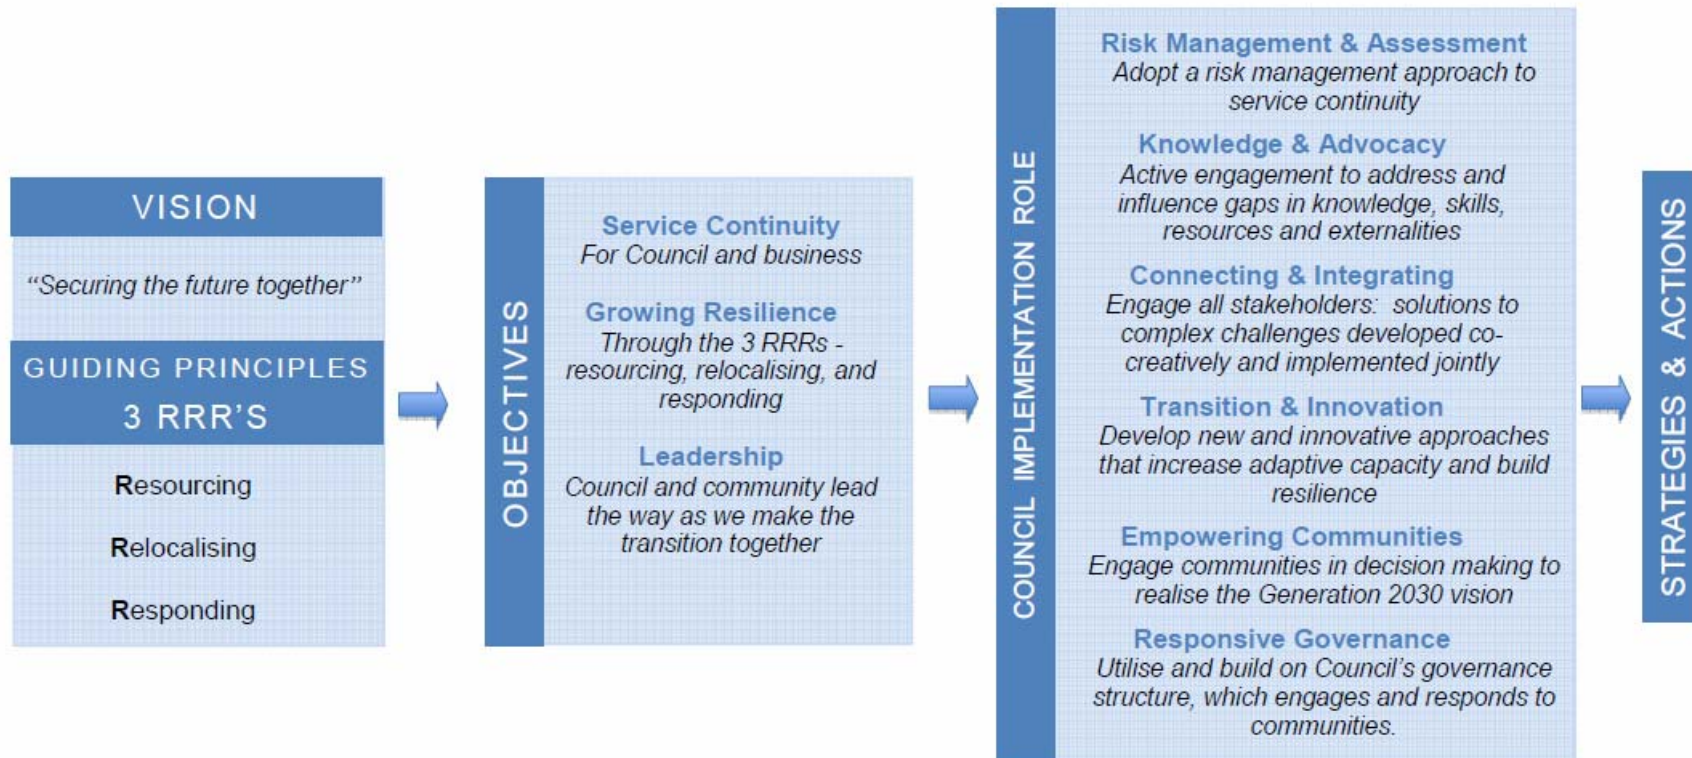 VISION
“Securing the future together”
GUIDING PRINCIPLES
3 RRR'S
Resourcing
Relocalising
Responding
OBJECTIVES
Service Continuity
For Council and business
Growing Resilience
Through the 3 RRRs -
resourcing, relocalising, and
responding
Leadership
Council and community lead
the way as we make the
transition together
COUNCIL IMPLEMENTATION ROLE
Risk Management & Assessment
Adopt a risk management approach to
service continuity
Knowledge & Advocacy
Active engagement to address and
influence gaps in knowledge, skills,
resources and externalities
Connecting & Integrating
Engage all stakeholders: solutions to
complex challenges developed co-
creatively and implemented jointly
Transition & Innovation
Develop new and innovative approaches
that increase adaptive capacity and build
resilience
Empowering Communities
Engage communities in decision making to
realise the Generation 2030 vision
Responsive Governance
Utilise and build on Council's governance
structure, which engages and responds to
communities.
STRATEGIES & ACTIONS